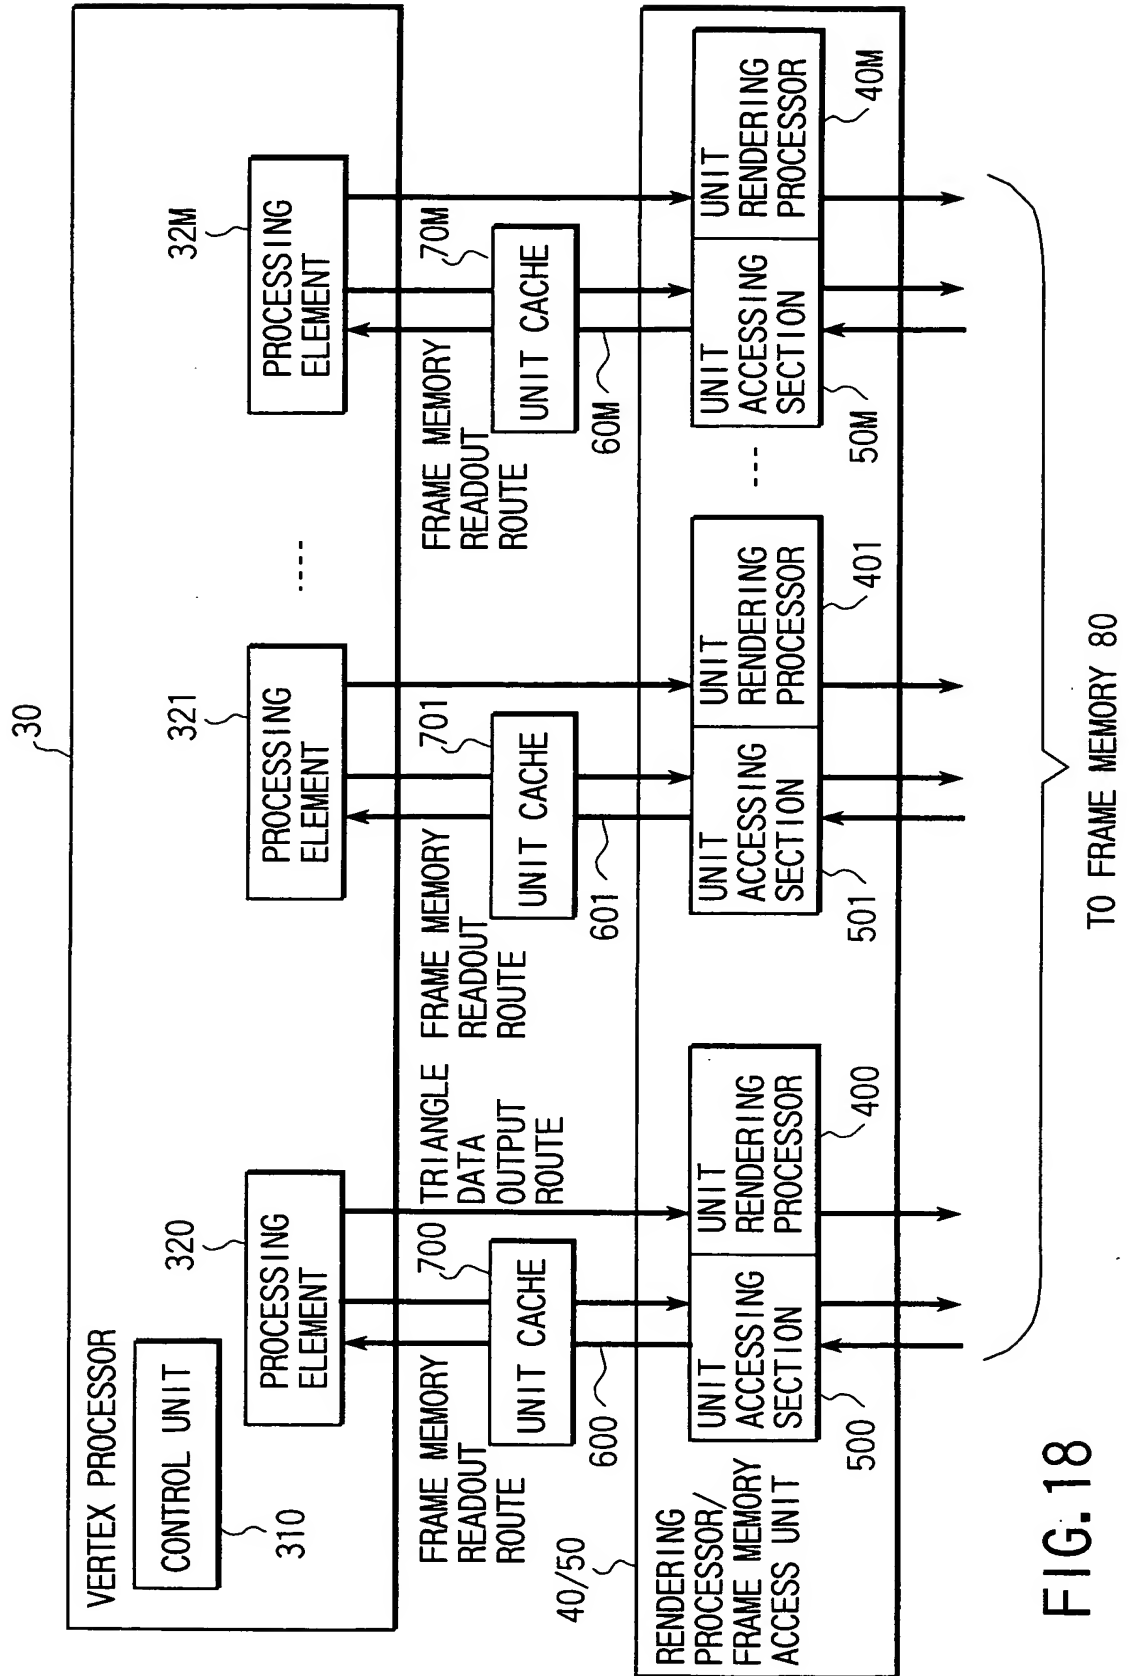 30
VERTEX PROCESSOR
CONTROL UNIT
310
320
PROCESSING
ELEMENT
321
PROCESSING
ELEMENT
----
32M
PROCESSING
ELEMENT
FRAME MEMORY
READOUT
ROUTE
700
UNIT CACHE
600
TRIANGLE
DATA
OUTPUT
ROUTE
FRAME MEMORY
READOUT
ROUTE
701
UNIT CACHE
601
FRAME MEMORY
READOUT
ROUTE
70M
UNIT CACHE
60M
40/50
RENDERING
PROCESSOR/
FRAME MEMORY
ACCESS UNIT
UNIT
ACCESSING
SECTION
500
UNIT
RENDERING
PROCESSOR
400
UNIT
ACCESSING
SECTION
501
UNIT
RENDERING
PROCESSOR
401
---
UNIT
ACCESSING
SECTION
50M
UNIT
RENDERING
PROCESSOR
40M
TO FRAME MEMORY 80
FIG.18